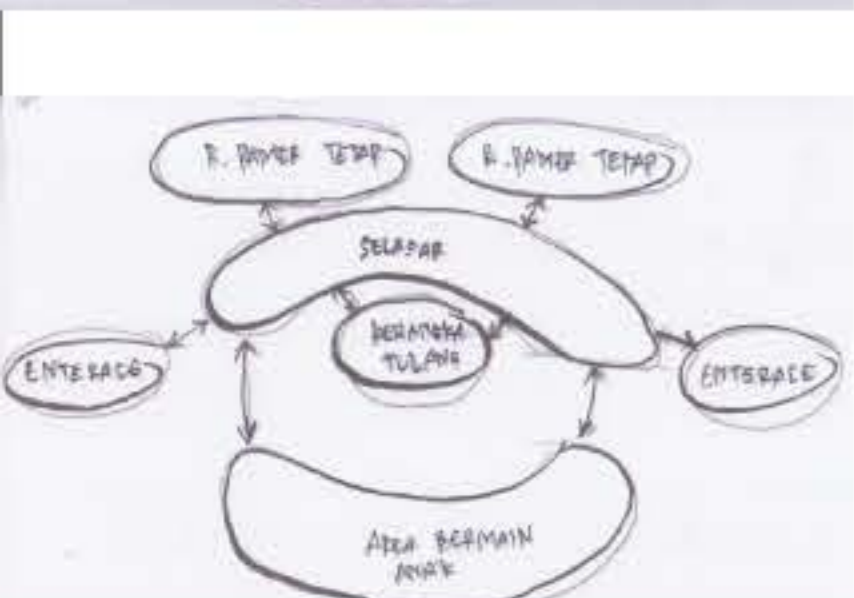 R. PAMER TETAP
R. PAMER TETAP
SELASAR
KERANGKA
TULANG
ENTERACE
ENTERACE
AREA BERMAIN
ANAK